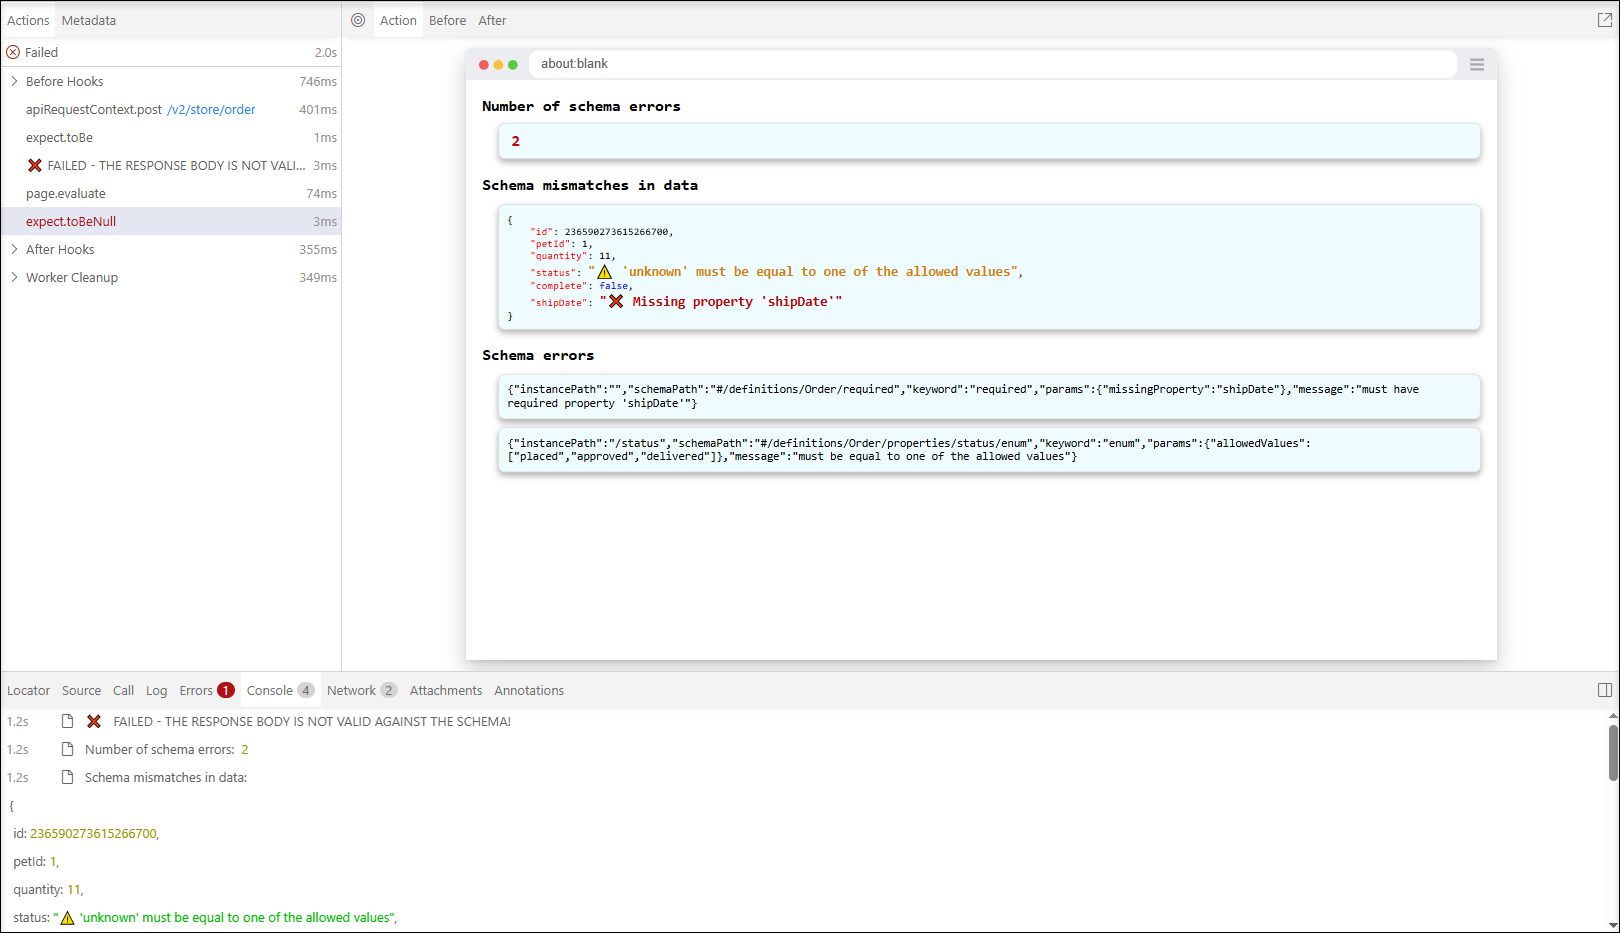 Actions Metadata
Failed 2.0s
Before Hooks 746ms
apiRequestContext.post /v2/store/order 401ms
expect.toBe 1ms
❌ FAILED - THE RESPONSE BODY IS NOT VALI... 3ms
page.evaluate 74ms
expect.toBeNull 3ms
After Hooks 355ms
Worker Cleanup 349ms
Action Before After
about:blank
Number of schema errors
2
Schema mismatches in data
{
"id": 236590273615266700,
"petId": 1,
"quantity": 11,
"status": "⚠️ 'unknown' must be equal to one of the allowed values",
"complete": false,
"shipDate": "❌ Missing property 'shipDate'"
}
Schema errors
{"instancePath":"","schemaPath":"#/definitions/Order/required","keyword":"required","params":{"missingProperty":"shipDate"},"message":"must have
required property 'shipDate'"}
{"instancePath":"/status","schemaPath":"#/definitions/Order/properties/status/enum","keyword":"enum","params":{"allowedValues":
["placed","approved","delivered"]},"message":"must be equal to one of the allowed values"}
Locator Source Call Log Errors 1 Console 4 Network 2 Attachments Annotations
1.2s ❌ FAILED - THE RESPONSE BODY IS NOT VALID AGAINST THE SCHEMA!
1.2s Number of schema errors: 2
1.2s Schema mismatches in data:
{
id: 236590273615266700,
petId: 1,
quantity: 11,
status: "⚠️ 'unknown' must be equal to one of the allowed values",